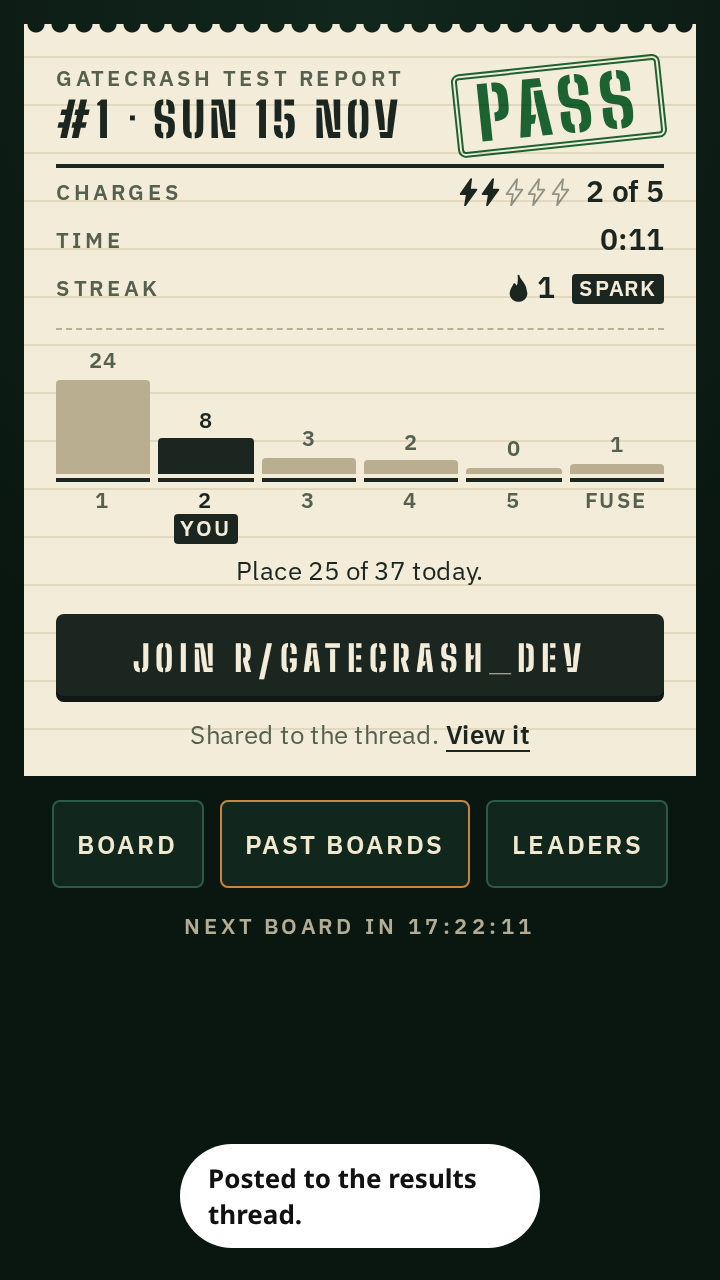 GATECRASH TEST REPORT
#1 · SUN 15 NOV
PASS
CHARGES 2 of 5
TIME 0:11
STREAK 1 SPARK
24 8 3 2 0 1
1 2 3 4 5 FUSE
YOU
Place 25 of 37 today.
JOIN R/GATECRASH_DEV
Shared to the thread. View it
BOARD PAST BOARDS LEADERS
NEXT BOARD IN 17:22:11
Posted to the results
thread.